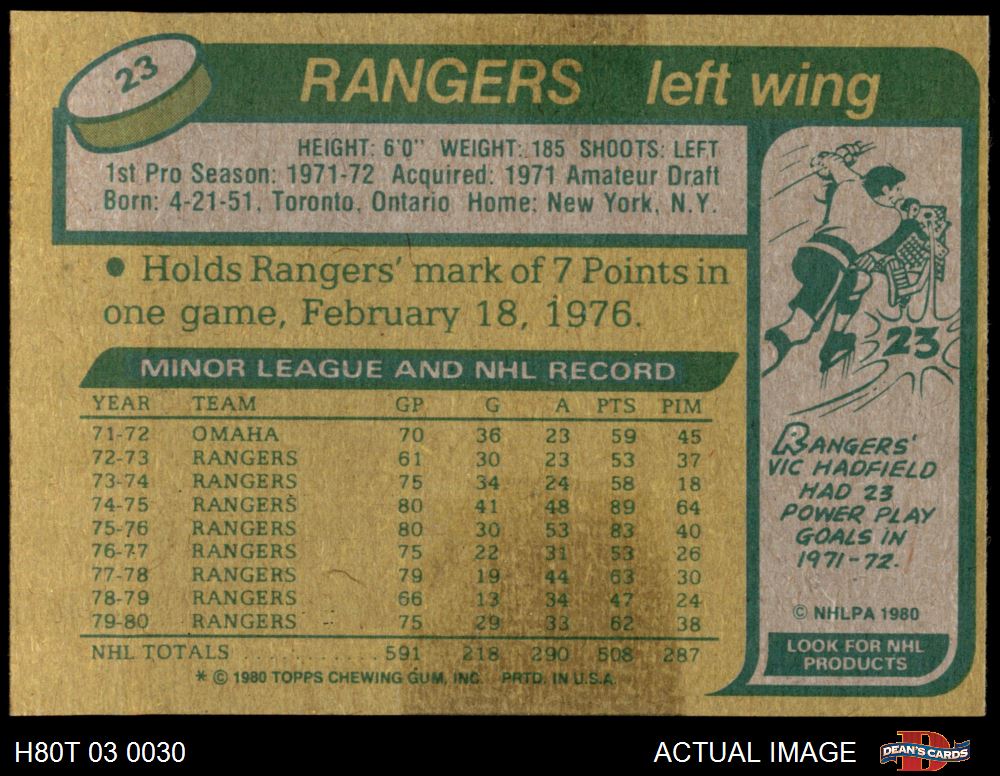 23
RANGERS left wing
HEIGHT: 6'0" WEIGHT: 185 SHOOTS: LEFT
1st Pro Season: 1971-72 Acquired: 1971 Amateur Draft
Born: 4-21-51, Toronto, Ontario Home: New York, N.Y.
• Holds Rangers' mark of 7 Points in
one game, February 18, 1976.
MINOR LEAGUE AND NHL RECORD
YEAR TEAM GP G A PTS PIM
71-72 OMAHA 70 36 23 59 45
72-73 RANGERS 61 30 23 53 37
73-74 RANGERS 75 34 24 58 18
74-75 RANGERS 80 41 48 89 64
75-76 RANGERS 80 30 53 83 40
76-77 RANGERS 75 22 31 53 26
77-78 RANGERS 79 19 44 63 30
78-79 RANGERS 66 13 34 47 24
79-80 RANGERS 75 29 33 62 38
NHL TOTALS ............ 591 218 290 508 287
* © 1980 TOPPS CHEWING GUM, INC. PRTD. IN U.S.A.
23
RANGERS'
VIC HADFIELD
HAD 23
POWER PLAY
GOALS IN
1971-72.
© NHLPA 1980
LOOK FOR NHL
PRODUCTS
H80T 03 0030
ACTUAL IMAGE
D
DEAN'S CARDS